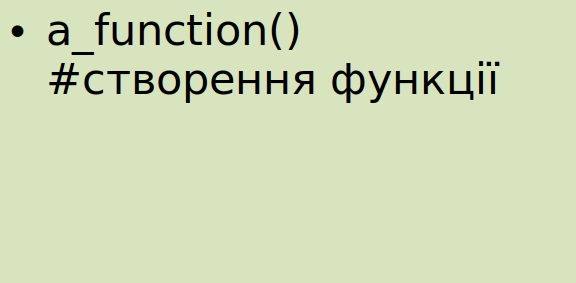 • a_function()
#створення функції